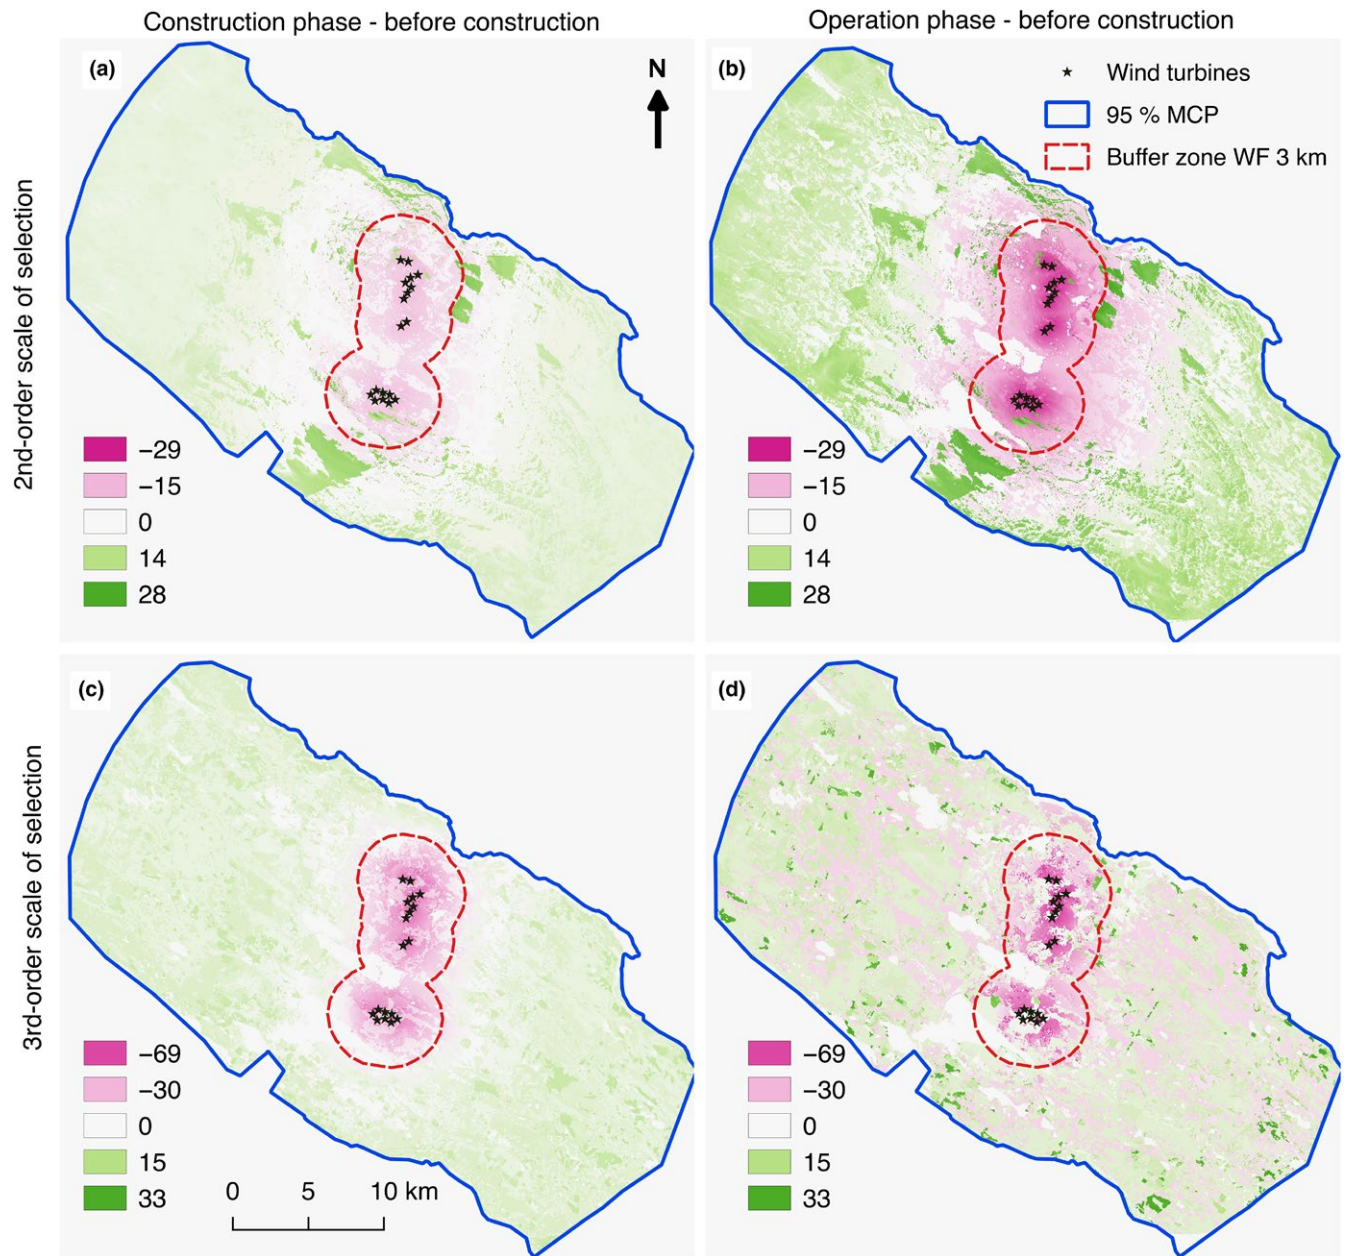 Construction phase - before construction
Operation phase - before construction
2nd-order scale of selection
(a)
N
−29
−15
0
14
28
(b)
Wind turbines
95 % MCP
Buffer zone WF 3 km
−29
−15
0
14
28
3rd-order scale of selection
(c)
−69
−30
0
15
33
0 5 10 km
(d)
−69
−30
0
15
33